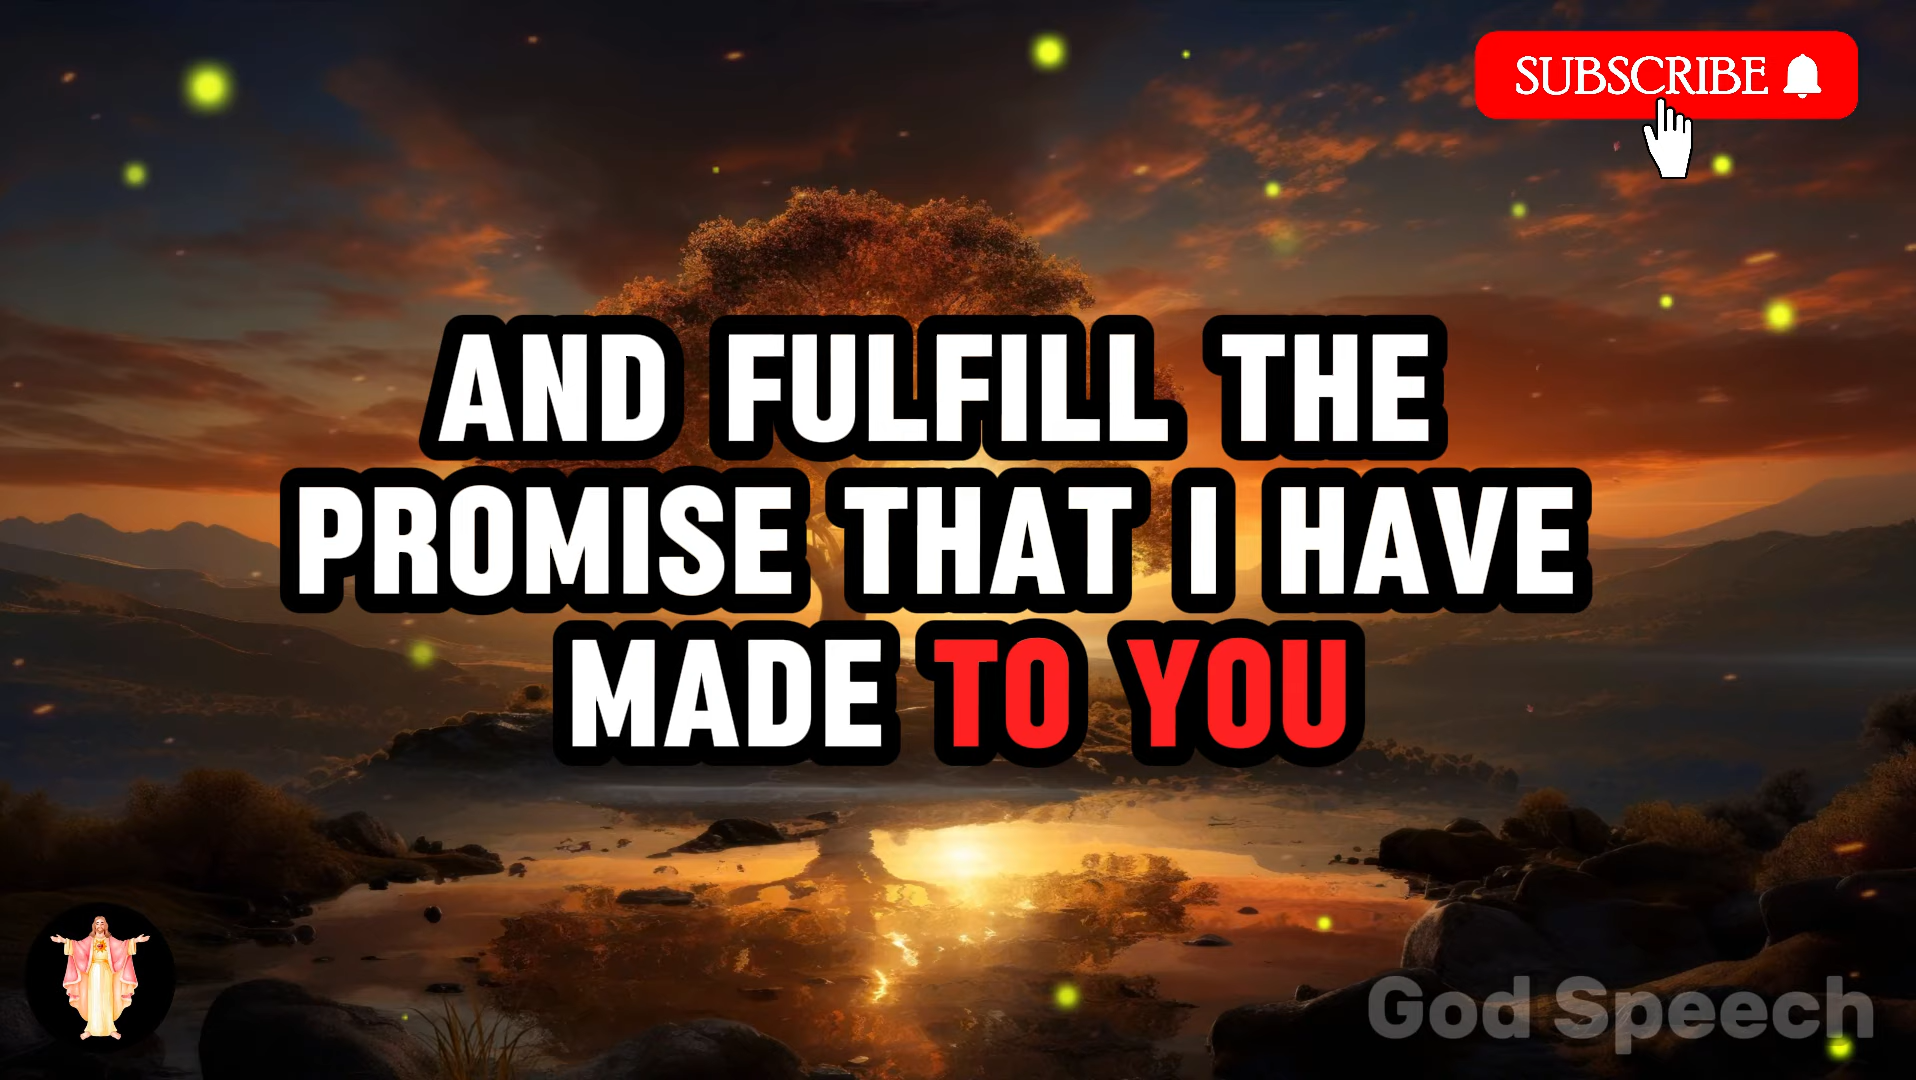 SUBSCRIBE
AND FULFILL THE
PROMISE THAT I HAVE
MADE TO YOU
God Speech